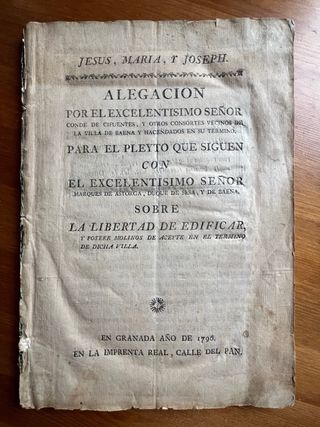 JESUS, MARIA, Y JOSEPH.
ALEGACION
POR EL EXCELENTISIMO SEÑOR
CONDE DE CIFUENTES, Y OTROS CONSORTES VECINOS DE
LA VILLA DE BAENA Y HACENDADOS EN SU TERMINO,
PARA EL PLEYTO QUE SIGUEN
CON
EL EXCELENTISIMO SEÑOR
MARQUES DE ASTORGA, DUQUE DE SESA, Y DE BAENA,
SOBRE
LA LIBERTAD DE EDIFICAR,
Y POSEER MOLINOS DE ACEYTE EN EL TERMINO
DE DICHA VILLA.
EN GRANADA AÑO DE 1796.
EN LA IMPRENTA REAL, CALLE DEL PAN.